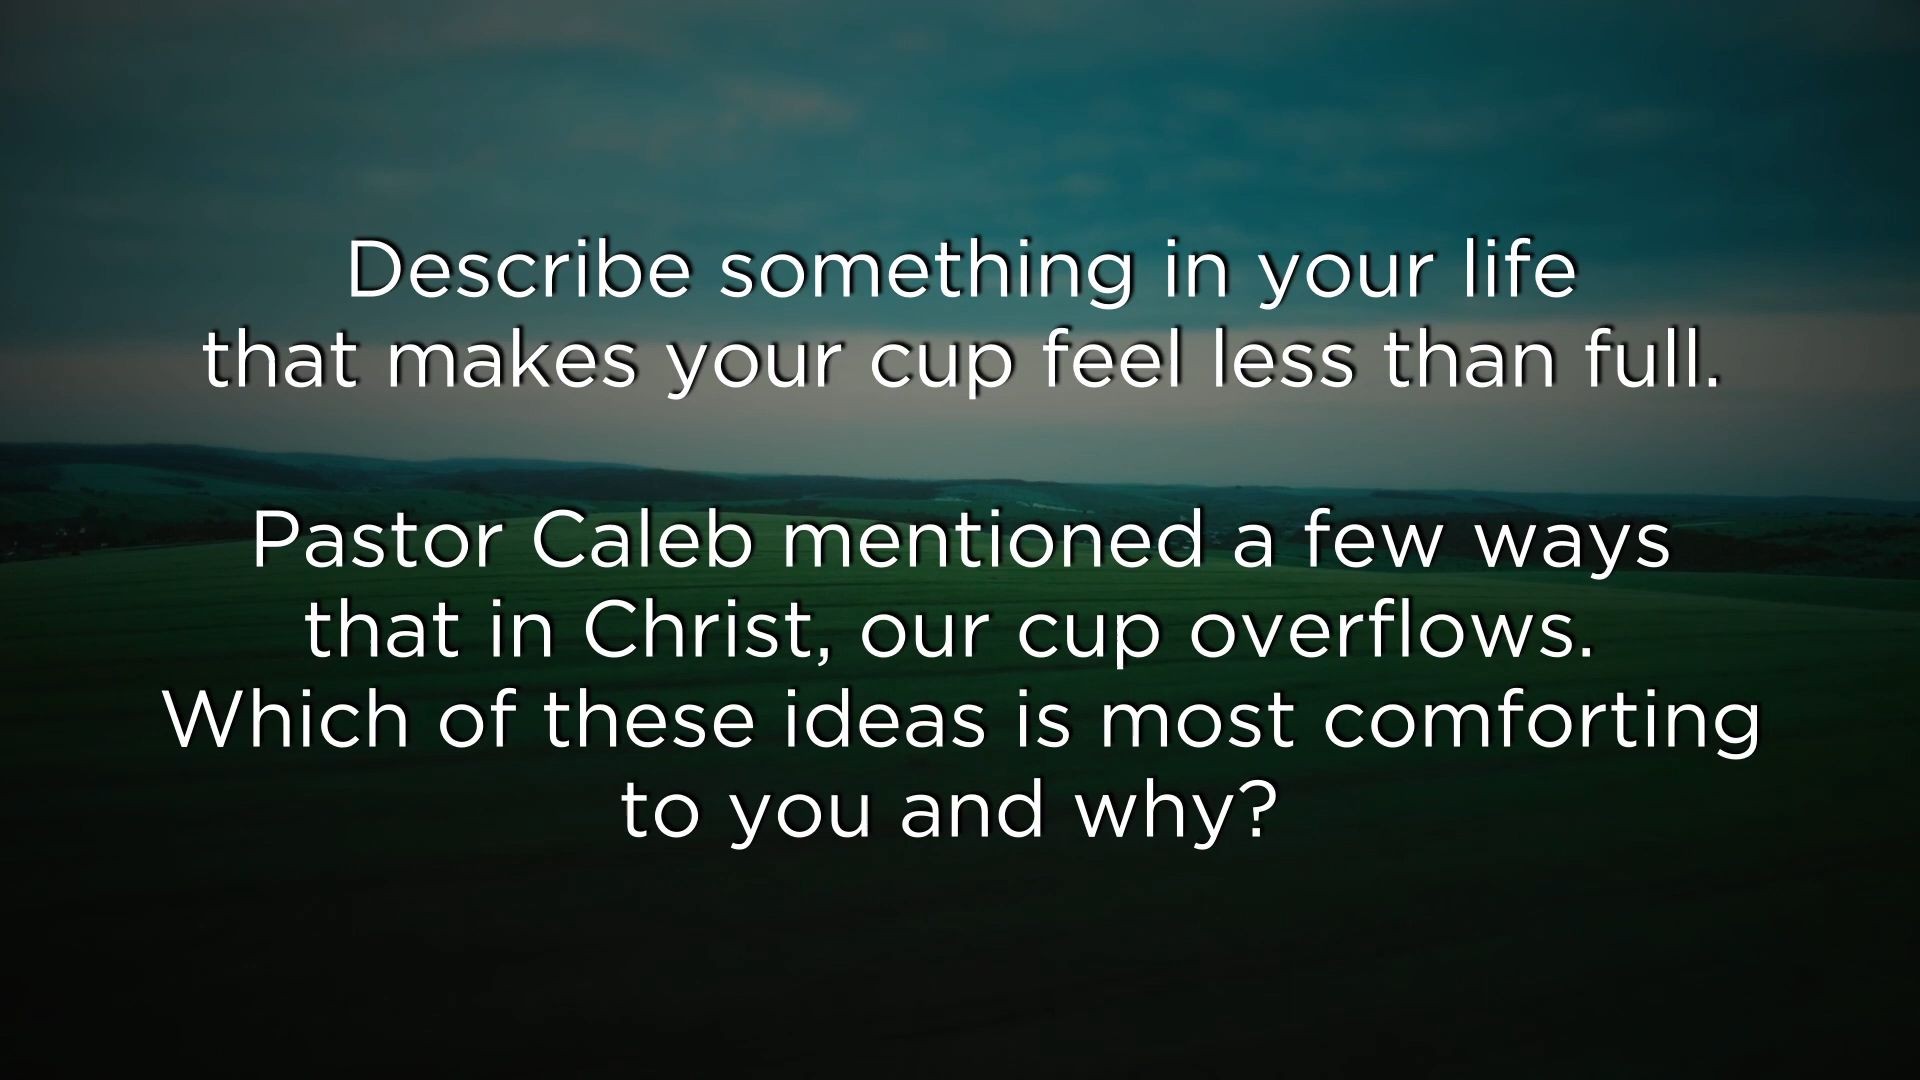 Describe something in your life
that makes your cup feel less than full.
Pastor Caleb mentioned a few ways
that in Christ, our cup overflows.
Which of these ideas is most comforting
to you and why?